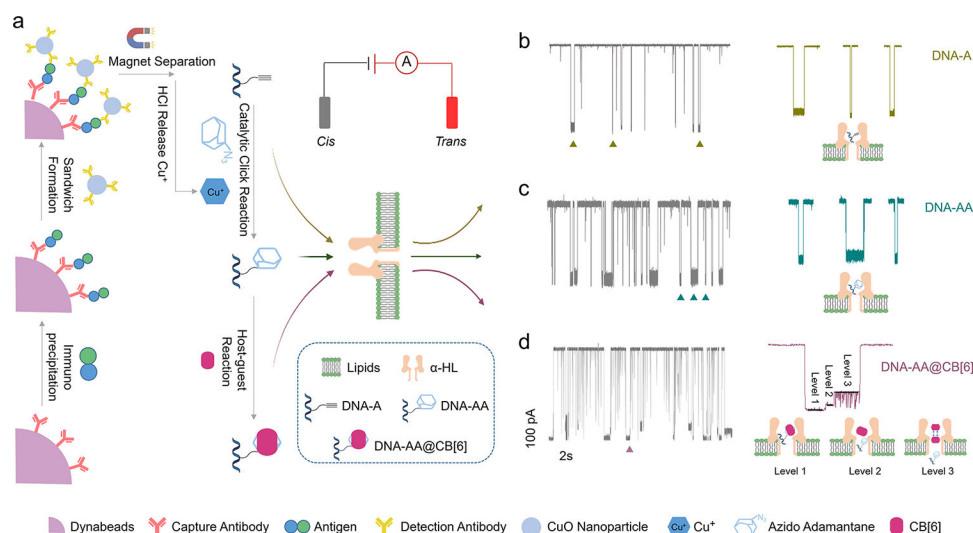 a
Magnet Separation
HCl Release Cu⁺
N₃
Cu⁺
Catalytic Click Reaction
A
Cis
Trans
Sandwich
Formation
Immuno
precipitation
Host-guest
Reaction
Lipids
α-HL
DNA-A
DNA-AA
DNA-AA@CB[6]
b
DNA-A
c
DNA-AA
d
DNA-AA@CB[6]
Level 1
Level 2
Level 3
100 pA
2s
Level 1
Level 2
Level 3
Dynabeads
Capture Antibody
Antigen
Detection Antibody
CuO Nanoparticle
Cu⁺
Cu⁺
N₃
Azido Adamantane
CB[6]